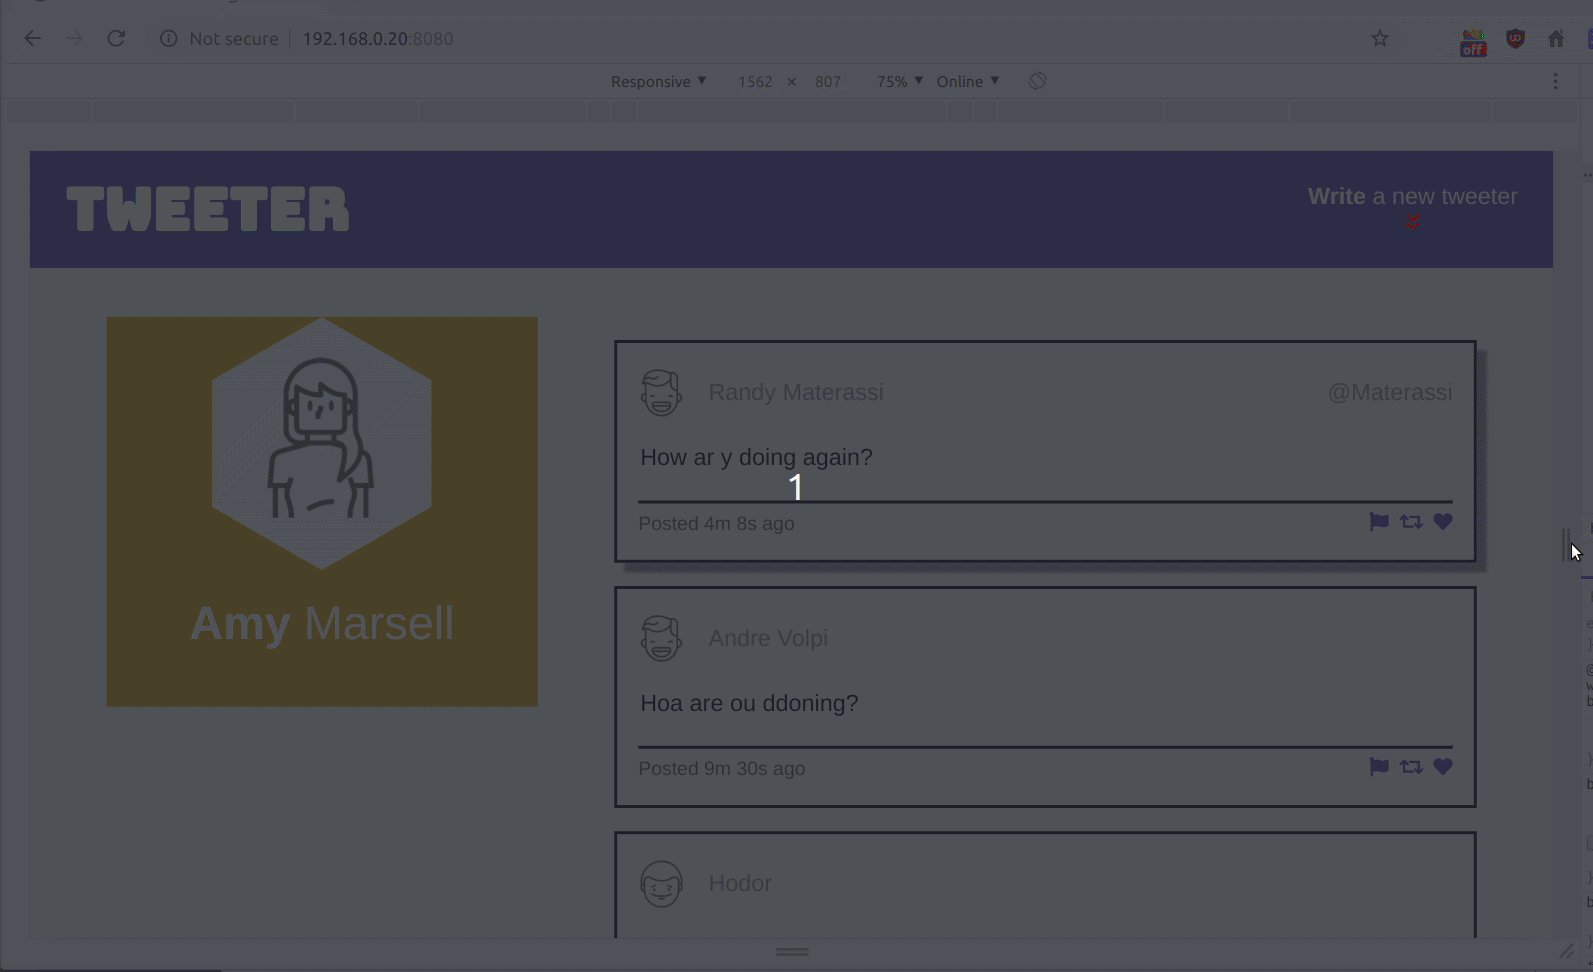 Not secure 192.168.0.20:8080
off
Responsive 1562 × 807 75% Online
TWEETER
Write a new tweeter
Amy Marsell
Randy Materassi @Materassi
How ar y doing again?
1
Posted 4m 8s ago
Andre Volpi
Hoa are ou ddoning?
Posted 9m 30s ago
Hodor